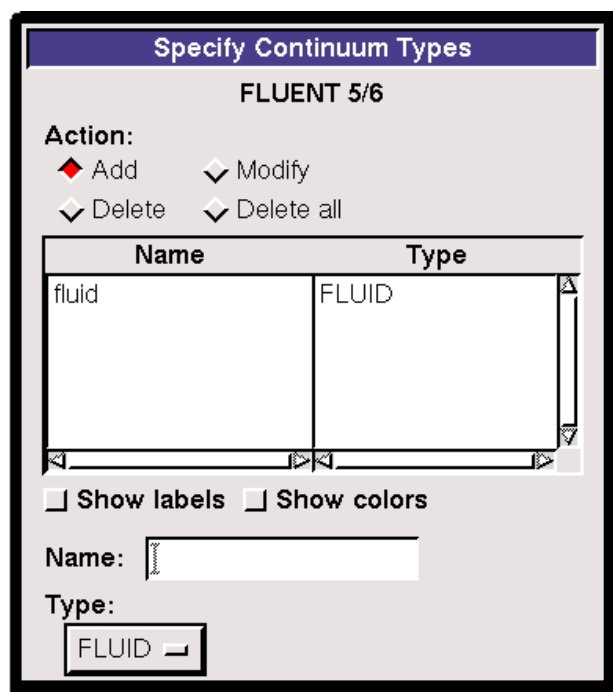 Specify Continuum Types
FLUENT 5/6
Action:
Add Modify
Delete Delete all
Name Type
fluid FLUID
Show labels Show colors
Name:
Type:
FLUID